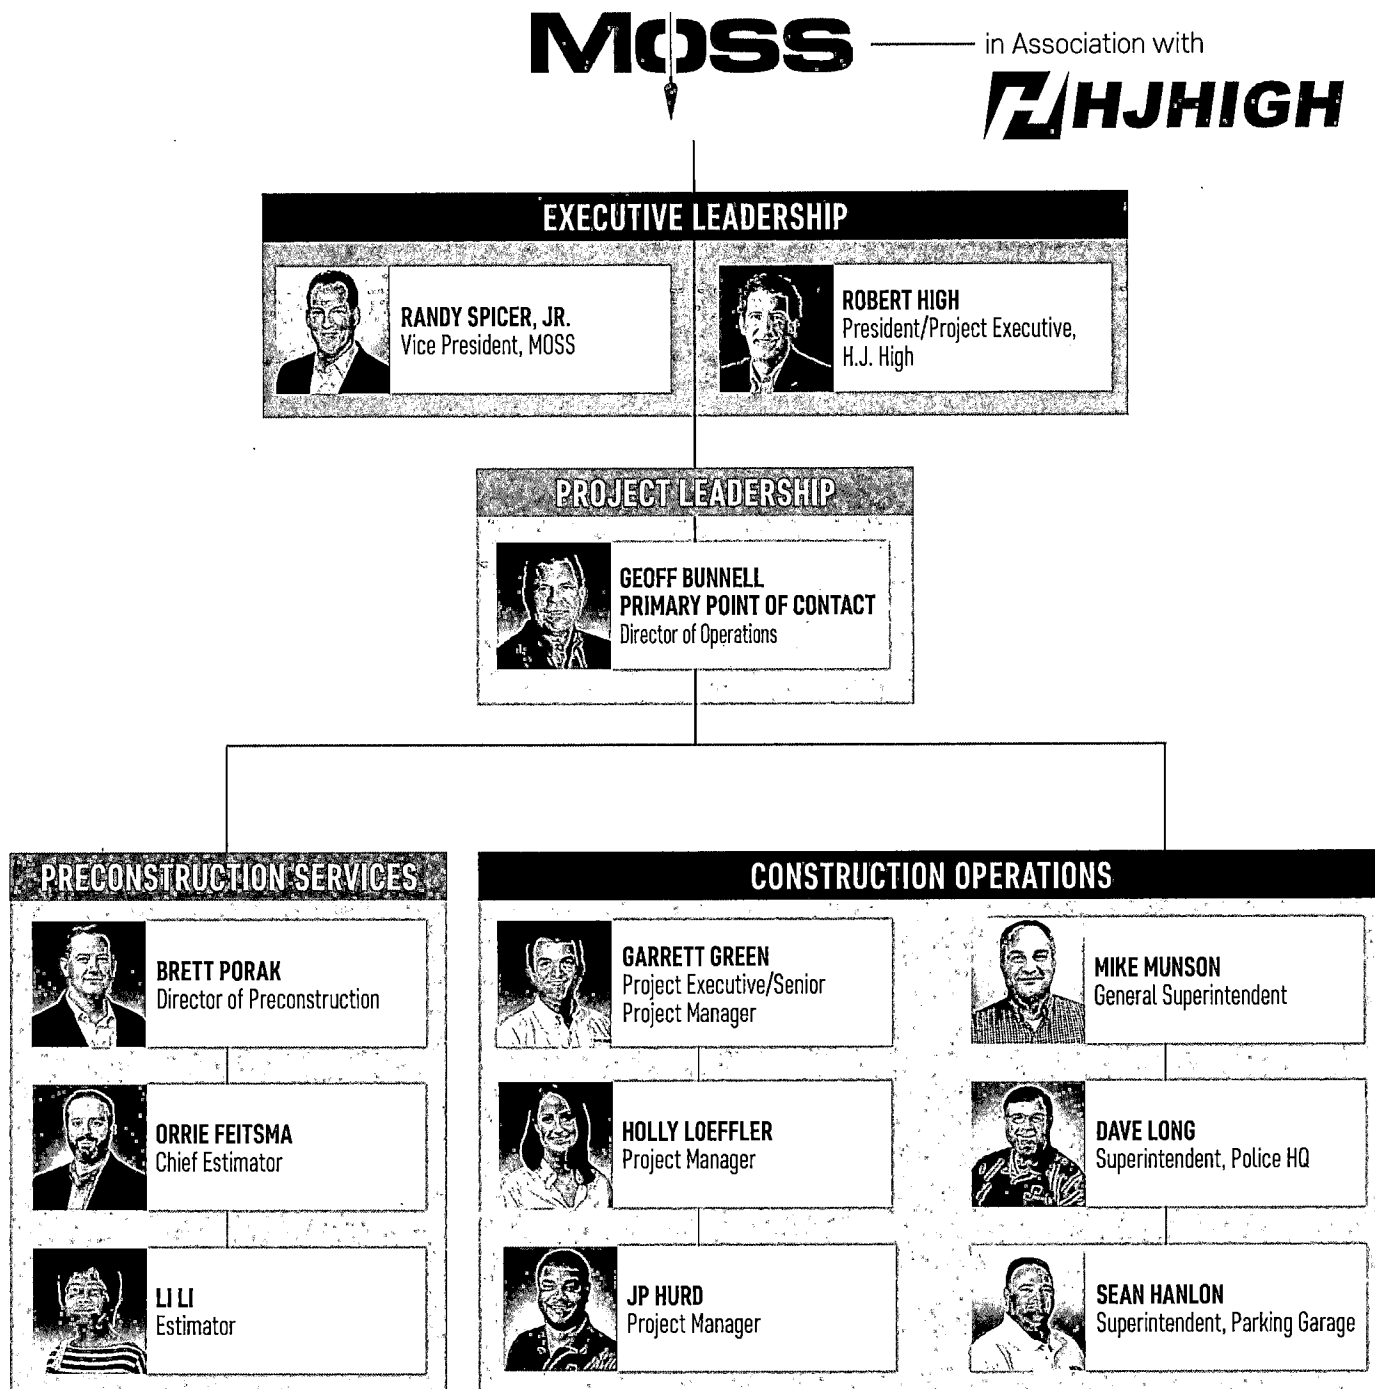 MOSS
in Association with
HJHIGH
EXECUTIVE LEADERSHIP
RANDY SPICER, JR.
Vice President, MOSS
ROBERT HIGH
President/Project Executive,
H.J. High
PROJECT LEADERSHIP
GEOFF BUNNELL
PRIMARY POINT OF CONTACT
Director of Operations
PRECONSTRUCTION SERVICES
BRETT PORAK
Director of Preconstruction
ORRIE FEITSMA
Chief Estimator
LI LI
Estimator
CONSTRUCTION OPERATIONS
GARRETT GREEN
Project Executive/Senior
Project Manager
HOLLY LOEFFLER
Project Manager
JP HURD
Project Manager
MIKE MUNSON
General Superintendent
DAVE LONG
Superintendent, Police HQ
SEAN HANLON
Superintendent, Parking Garage